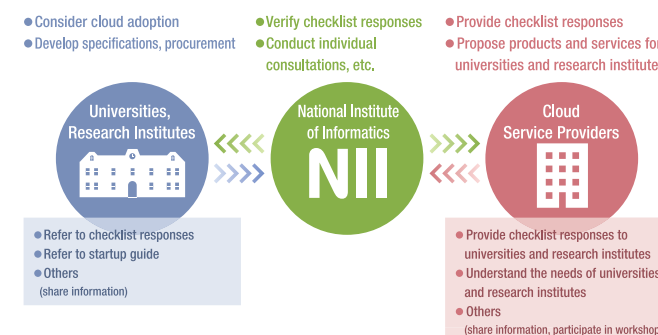 ● Consider cloud adoption
● Develop specifications, procurement
● Verify checklist responses
● Conduct individual
consultations, etc.
● Provide checklist responses
● Propose products and services for
universities and research institute
Universities,
Research Institutes
National Institute
of Informatics
NII
Cloud
Service Providers
● Refer to checklist responses
● Refer to startup guide
● Others
(share information)
● Provide checklist responses to
universities and research institutes
● Understand the needs of universities
and research institutes
● Others
(share information, participate in workshop